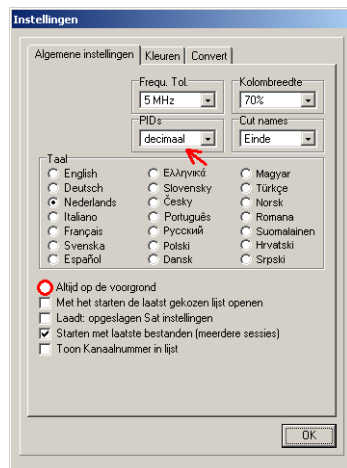 Instellingen
Algemene instellingen Kleuren Convert
Frequ. Tol. Kolombreedte
5 MHz 70%
PIDs Cut names
decimaal Einde
Taal
English Ελληνικά Magyar
Deutsch Slovensky Türkçe
Nederlands Česky Norsk
Italiano Português Romana
Français Русский Suomalainen
Svenska Polski Hrvatski
Español Dansk Srpski
Altijd op de voorgrond
Met het starten de laatst gekozen lijst openen
Laadt: opgeslagen Sat instellingen
Starten met laatste bestanden (meerdere sessies)
Toon Kanaalnummer in lijst
OK